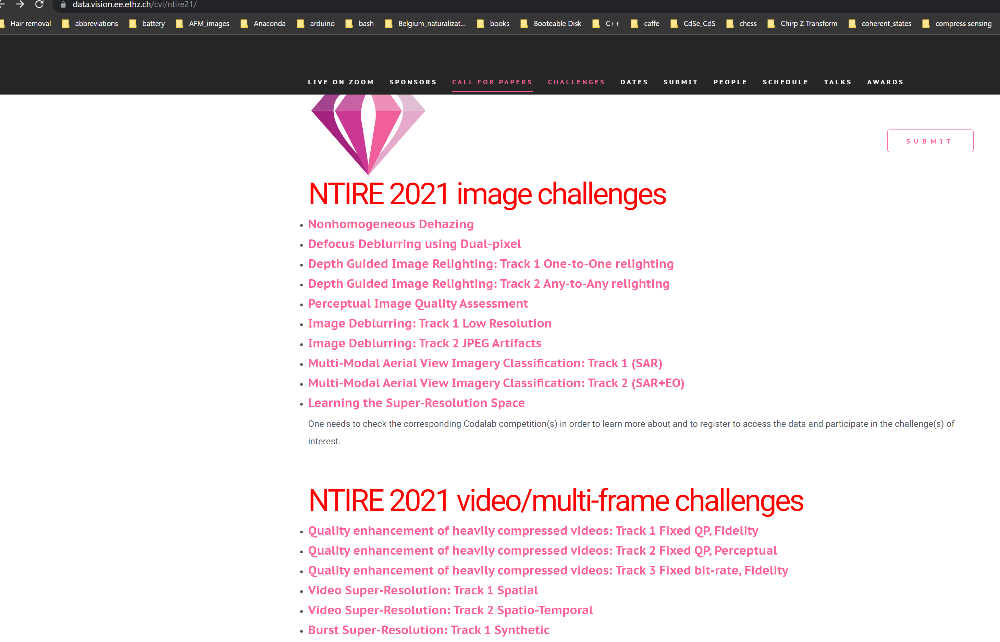 data.vision.ee.ethz.ch/cvl/ntire21/
Hair removal abbreviations battery AFM_images Anaconda arduino bash Belgium_naturalizat... books Booteable Disk C++ caffe CdSe_CdS chess Chirp Z Transform coherent_states compress sensing
LIVE ON ZOOM SPONSORS CALL FOR PAPERS CHALLENGES DATES SUBMIT PEOPLE SCHEDULE TALKS AWARDS
SUBMIT
NTIRE 2021 image challenges
• Nonhomogeneous Dehazing
• Defocus Deblurring using Dual-pixel
• Depth Guided Image Relighting: Track 1 One-to-One relighting
• Depth Guided Image Relighting: Track 2 Any-to-Any relighting
• Perceptual Image Quality Assessment
• Image Deblurring: Track 1 Low Resolution
• Image Deblurring: Track 2 JPEG Artifacts
• Multi-Modal Aerial View Imagery Classification: Track 1 (SAR)
• Multi-Modal Aerial View Imagery Classification: Track 2 (SAR+EO)
• Learning the Super-Resolution Space
One needs to check the corresponding Codalab competition(s) in order to learn more about and to register to access the data and participate in the challenge(s) of
interest.
NTIRE 2021 video/multi-frame challenges
• Quality enhancement of heavily compressed videos: Track 1 Fixed QP, Fidelity
• Quality enhancement of heavily compressed videos: Track 2 Fixed QP, Perceptual
• Quality enhancement of heavily compressed videos: Track 3 Fixed bit-rate, Fidelity
• Video Super-Resolution: Track 1 Spatial
• Video Super-Resolution: Track 2 Spatio-Temporal
• Burst Super-Resolution: Track 1 Synthetic